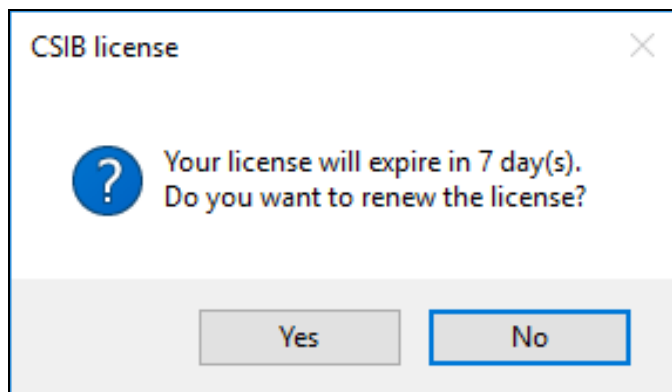 CSIB license
Your license will expire in 7 day(s).
Do you want to renew the license?
Yes
No